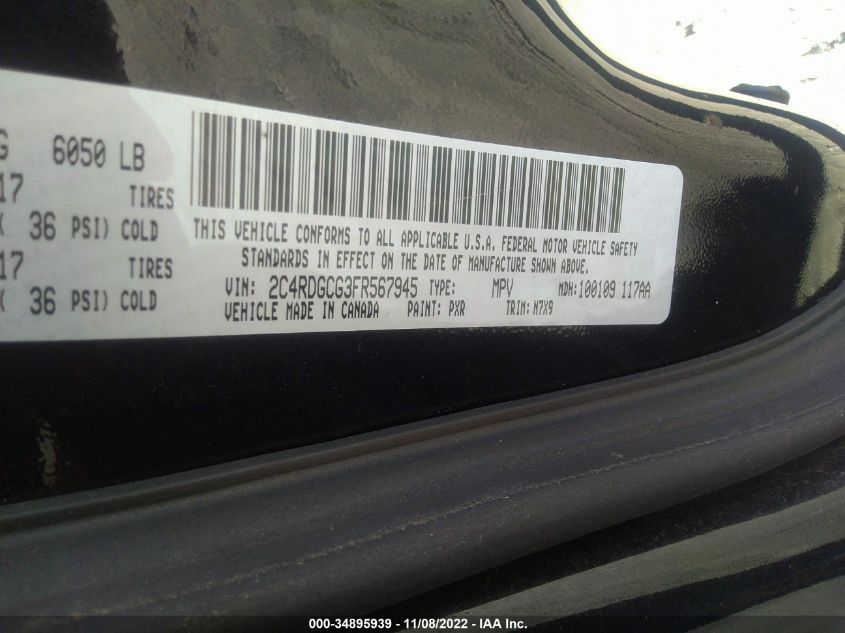 G 6050 LB
17 TIRES
( 36 PSI) COLD
17 TIRES
( 36 PSI) COLD
THIS VEHICLE CONFORMS TO ALL APPLICABLE U.S.A. FEDERAL MOTOR VEHICLE SAFETY
STANDARDS IN EFFECT ON THE DATE OF MANUFACTURE SHOWN ABOVE.
VIN: 2C4RDGCG3FR567945 TYPE: MPV MDH:100109 117AA
VEHICLE MADE IN CANADA PAINT: PXR TRIM: M7X9
000-34895939 - 11/08/2022 - IAA Inc.